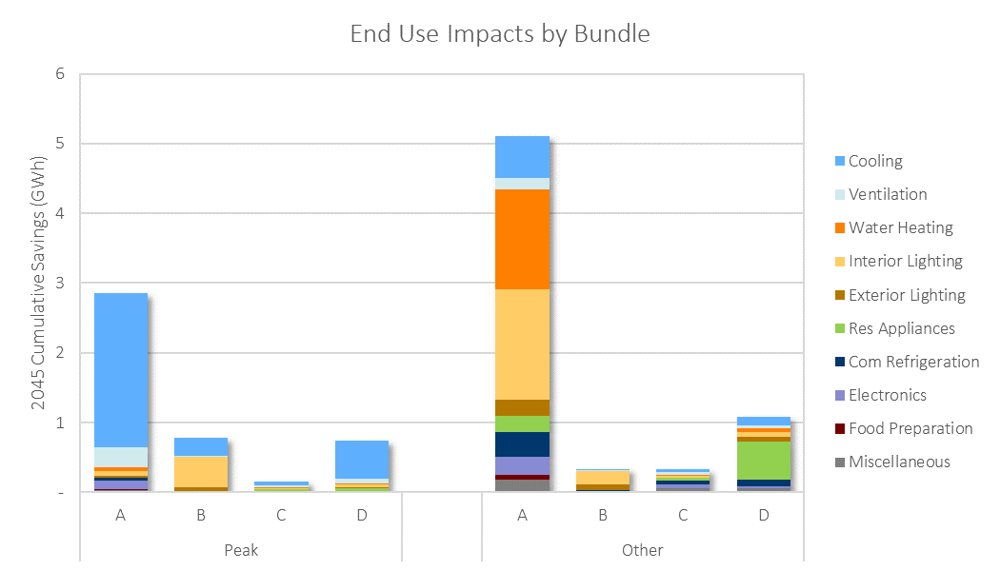 End Use Impacts by Bundle
2045 Cumulative Savings (GWh)
6
5
4
3
2
1
-
A B C D A B C D
Peak Other
Cooling
Ventilation
Water Heating
Interior Lighting
Exterior Lighting
Res Appliances
Com Refrigeration
Electronics
Food Preparation
Miscellaneous